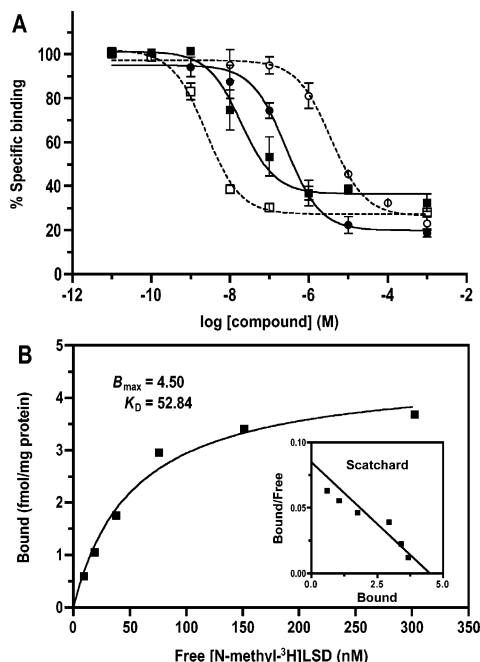 A
% Specific binding
120
100
80
60
40
20
0
-12 -10 -8 -6 -4 -2
log [compound] (M)
B
Bound (fmol/mg protein)
5
4
3
2
1
0
Bmax = 4.50
KD = 52.84
Scatchard
Bound/Free
0.10
0.05
0.00
0.0 2.5 5.0
Bound
0 50 100 150 200 250 300 350
Free [N-methyl-³H]LSD (nM)